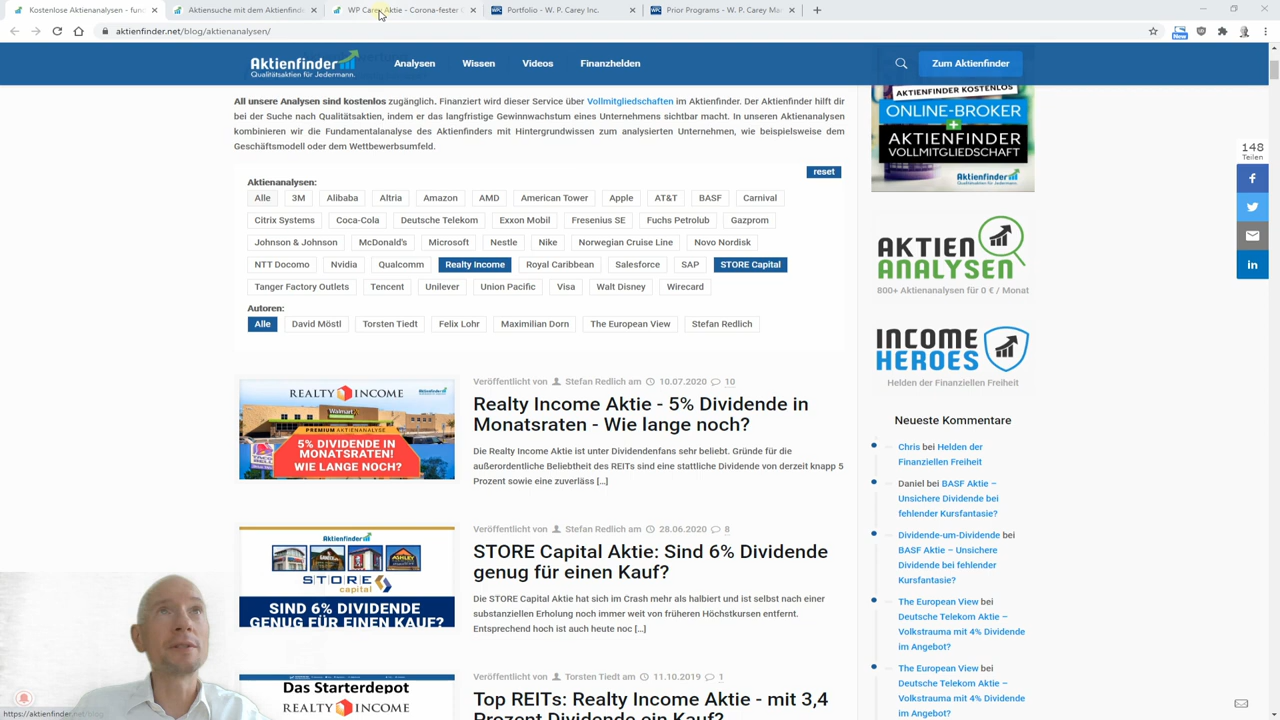 Kostenlose Aktienanalysen - fun
Aktiensuche mit dem Aktienfinde
WP Carey Aktie - Corona-fester
Portfolio - W. P. Carey Inc.
Prior Programs - W. P. Carey Man
aktienfinder.net/blog/aktienanalysen/
New
Aktienfinder
Qualitätsaktien für Jedermann.
Analysen
Wissen
Videos
Finanzhelden
Zum Aktienfinder
All unsere Analysen sind kostenlos zugänglich. Finanziert wird dieser Service über Vollmitgliedschaften im Aktienfinder. Der Aktienfinder hilft dir
bei der Suche nach Qualitätsaktien, indem er das langfristige Gewinnwachstum eines Unternehmens sichtbar macht. In unseren Aktienanalysen
kombinieren wir die Fundamentalanalyse des Aktienfinders mit Hintergrundwissen zum analysierten Unternehmen, wie beispielsweise dem
Geschäftsmodell oder dem Wettbewerbsumfeld.
reset
Aktienanalysen:
Alle 3M Alibaba Altria Amazon AMD American Tower Apple AT&T BASF Carnival
Citrix Systems Coca-Cola Deutsche Telekom Exxon Mobil Fresenius SE Fuchs Petrolub Gazprom
Johnson & Johnson McDonald's Microsoft Nestle Nike Norwegian Cruise Line Novo Nordisk
NTT Docomo Nvidia Qualcomm Realty Income Royal Caribbean Salesforce SAP STORE Capital
Tanger Factory Outlets Tencent Unilever Union Pacific Visa Walt Disney Wirecard
Autoren:
Alle David Möstl Torsten Tiedt Felix Lohr Maximilian Dorn The European View Stefan Redlich
REALTY INCOME
Aktienfinder
Walmart
PREMIUM AKTIENANALYSE
5% DIVIDENDE IN
MONATSRATEN!
WIE LANGE NOCH?
Veröffentlicht von Stefan Redlich am 10.07.2020 10
Realty Income Aktie - 5% Dividende in
Monatsraten - Wie lange noch?
Die Realty Income Aktie ist unter Dividendenfans sehr beliebt. Gründe für die
außerordentliche Beliebtheit des REITs sind eine stattliche Dividende von derzeit knapp 5
Prozent sowie eine zuverläss [...]
Aktienfinder
ASHLEY
STORE
capital
SIND 6% DIVIDENDE
GENUG FÜR EINEN KAUF?
Veröffentlicht von Stefan Redlich am 28.06.2020 8
STORE Capital Aktie: Sind 6% Dividende
genug für einen Kauf?
Die STORE Capital Aktie hat sich im Crash mehr als halbiert und ist selbst nach einer
substanziellen Erholung noch immer weit von früheren Höchstkursen entfernt.
Entsprechend hoch ist auch heute noc [...]
Das Starterdepot
REALTY INCOME
Veröffentlicht von Torsten Tiedt am 11.10.2019 1
Top REITs: Realty Income Aktie - mit 3,4
Prozent Dividende ein Kauf?
AKTIENFINDER KOSTENLOS
ONLINE-BROKER
AKTIENFINDER
VOLLMITGLIEDSCHAFT
Aktienfinder
AKTIEN
ANALYSEN
800+ Aktienanalysen für 0 € / Monat
INCOME
HEROES
Helden der Finanziellen Freiheit
Neueste Kommentare
Chris bei Helden der
Finanziellen Freiheit
Daniel bei BASF Aktie –
Unsichere Dividende bei
fehlender Kursfantasie?
Dividende-um-Dividende bei
BASF Aktie – Unsichere
Dividende bei fehlender
Kursfantasie?
The European View bei
Deutsche Telekom Aktie –
Volkstrauma mit 4% Dividende
im Angebot?
The European View bei
Deutsche Telekom Aktie –
Volkstrauma mit 4% Dividende
im Angebot?
148
Teilen
https://aktienfinder.net/blog